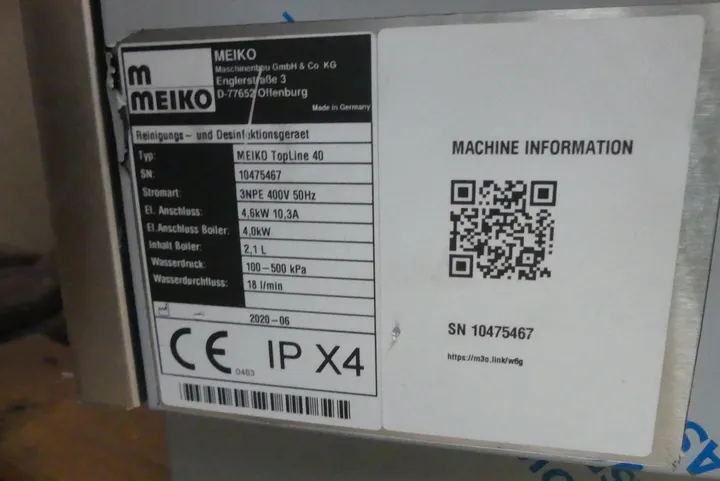 m
MEIKO
MEIKO
Maschinenbau GmbH & Co. KG
Englerstraße 3
D-77652 Offenburg
Made in Germany
Reinigungs- und Desinfektionsgeraet
Typ: MEIKO TopLine 40
SN: 10475467
Stromart: 3NPE 400V 50Hz
El. Anschluss: 4,6kW 10,3A
El.Anschluss Boiler: 4,0kW
Inhalt Boiler: 2,1 L
Wasserdruck: 100-500 kPa
Wasserdurchfluss: 18 l/min
2020-06
CE 0483 IP X4
MACHINE INFORMATION
SN 10475467
https://m3o.link/w6g